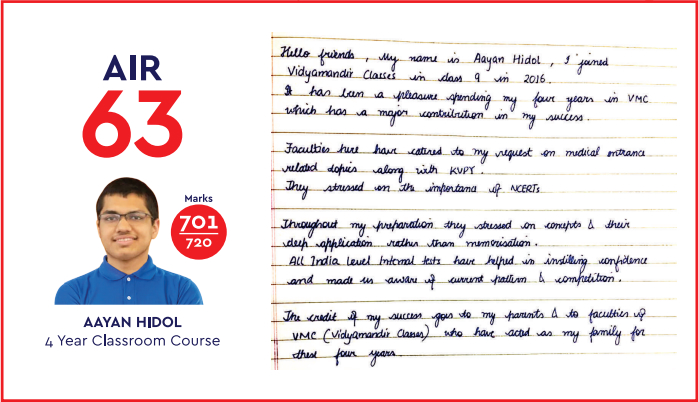 AIR
63
Marks
701
720
AAYAN HIDOL
4 Year Classroom Course
Hello friends, My name is Aayan Hidol, I joined
Vidyamandir Classes in class 9 in 2016.
It has been a pleasure spending my four years in VMC
which has a major contribution in my success.
Faculties here have catered to my request on medical entrance
related topics along with KVPY.
They stressed on the importance of NCERTs
Throughout my preparation they stressed on concepts & their
deep application rather than memorisation.
All India Level Internal tests have helped in instilling confidence
and made us aware of current pattern & competition.
The credit of my success goes to my parents & to faculties of
VMC (Vidyamandir Classes) who have acted as my family for
these four years.